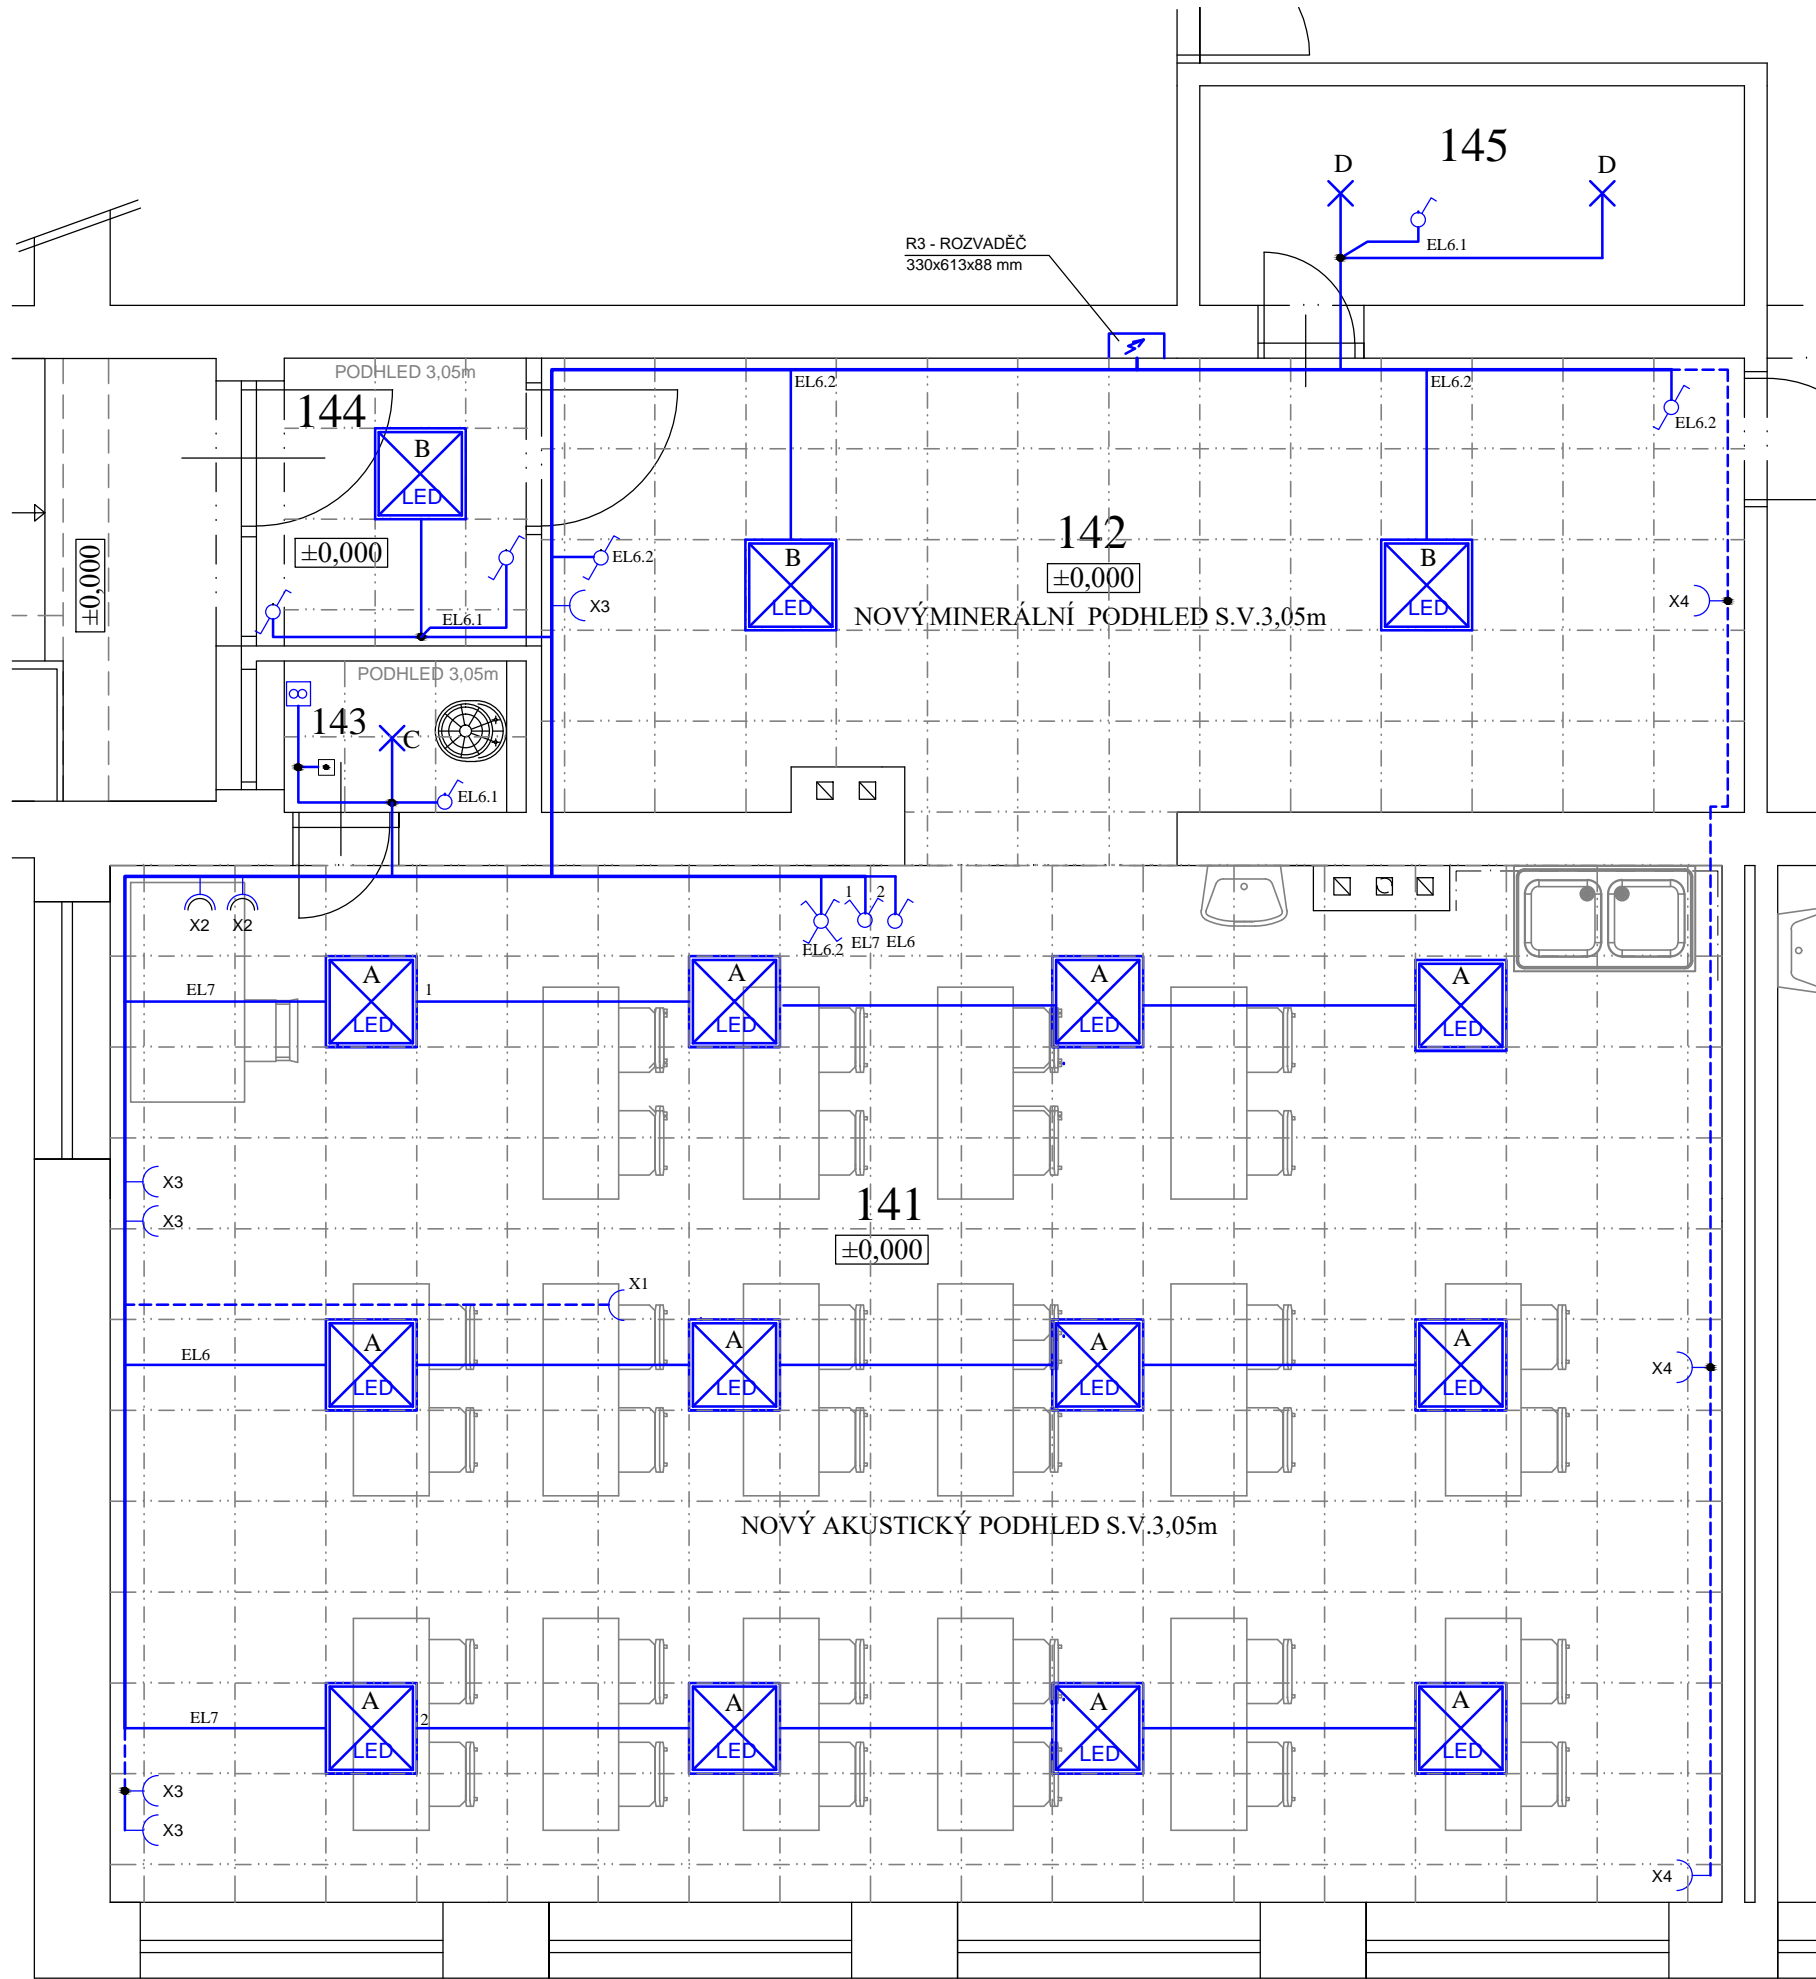 145
D
D
EL6.1
R3 - ROZVADĚČ
330x613x88 mm
PODHLED 3,05m
144
B
LED
±0,000
±0,000
EL6.1
EL6.2
EL6.2
EL6.2
EL6.2
X3
142
±0,000
B
LED
B
LED
NOVÝMINERÁLNÍ PODHLED S.V.3,05m
X4
PODHLED 3,05m
143
C
EL6.1
X2
X2
1
2
EL6.2
EL7
EL6
EL7
A
LED
1
A
LED
A
LED
A
LED
X3
X3
141
±0,000
X1
EL6
A
LED
A
LED
A
LED
A
LED
X4
NOVÝ AKUSTICKÝ PODHLED S.V.3,05m
EL7
A
LED
2
A
LED
A
LED
A
LED
X3
X3
X4